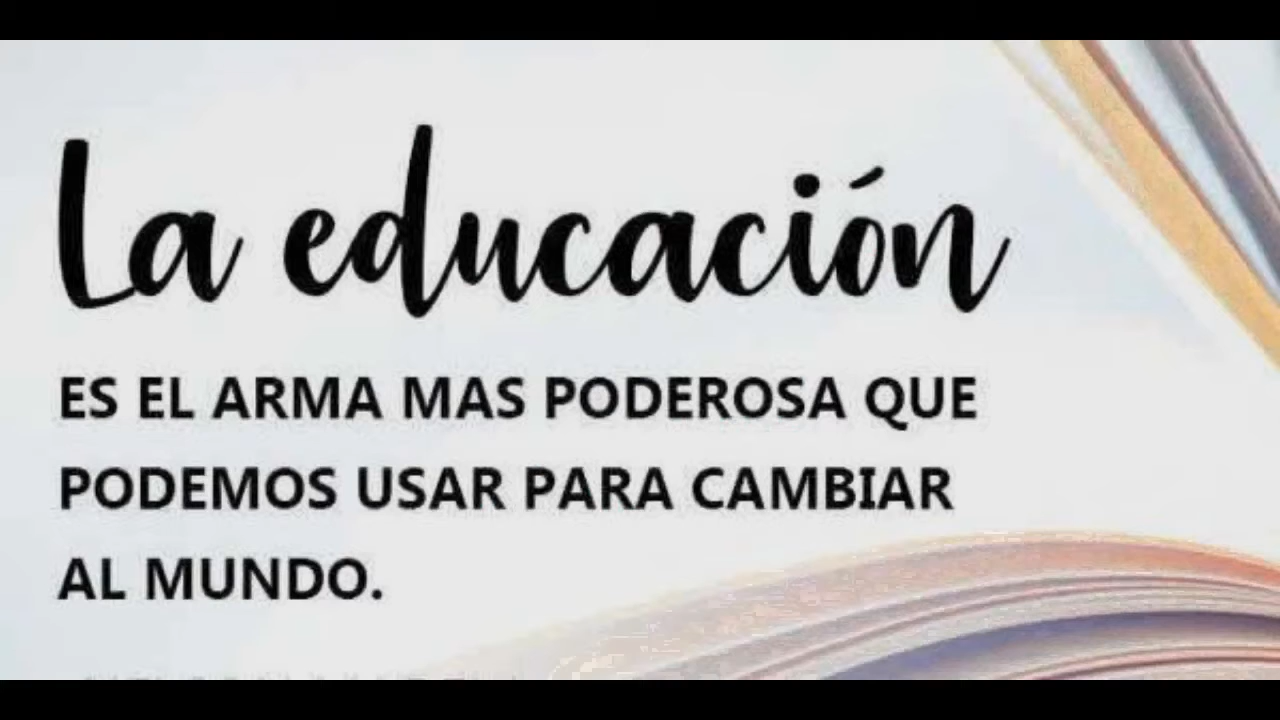 La educación
ES EL ARMA MAS PODEROSA QUE
PODEMOS USAR PARA CAMBIAR
AL MUNDO.